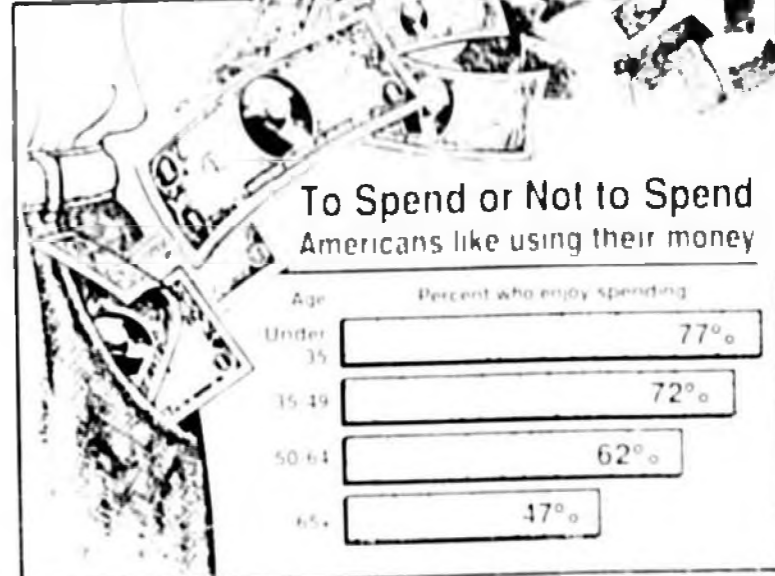 To Spend or Not to Spend
Americans like using their money
Age Percent who enjoy spending
Under
35 77%
35-49 72%
50-64 62%
65+ 47%